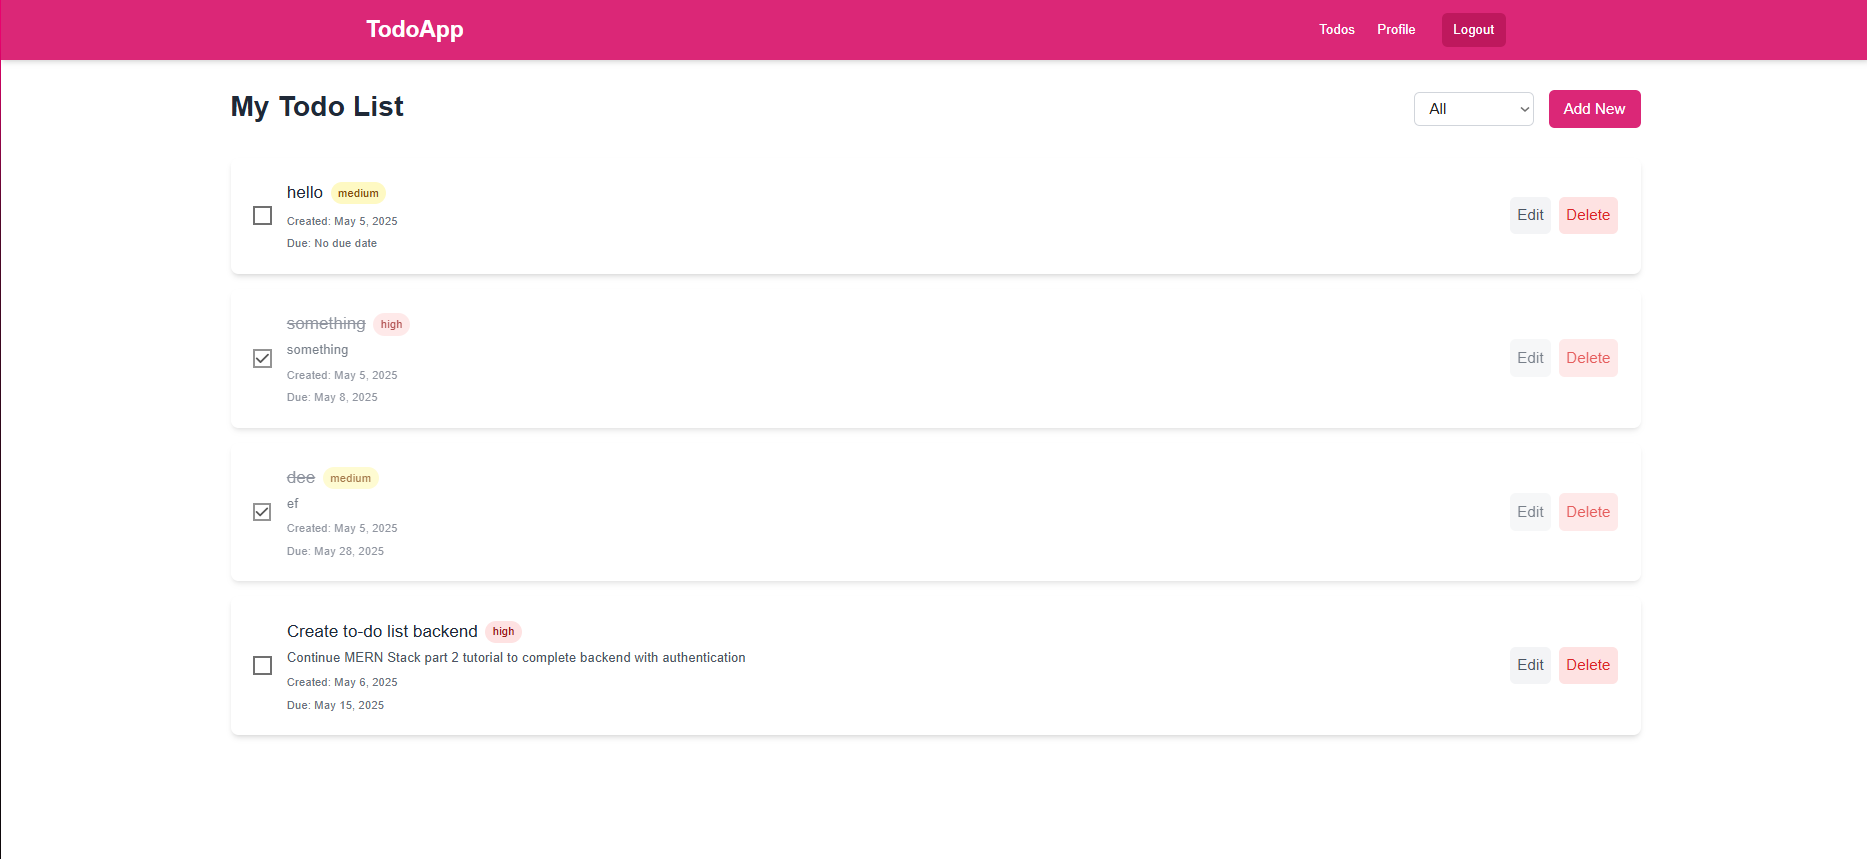 TodoApp Todos Profile Logout
My Todo List All Add New
hello medium
Created: May 5, 2025
Due: No due date
Edit Delete
something high
something
Created: May 5, 2025
Due: May 8, 2025
Edit Delete
dee medium
ef
Created: May 5, 2025
Due: May 28, 2025
Edit Delete
Create to-do list backend high
Continue MERN Stack part 2 tutorial to complete backend with authentication
Created: May 6, 2025
Due: May 15, 2025
Edit Delete